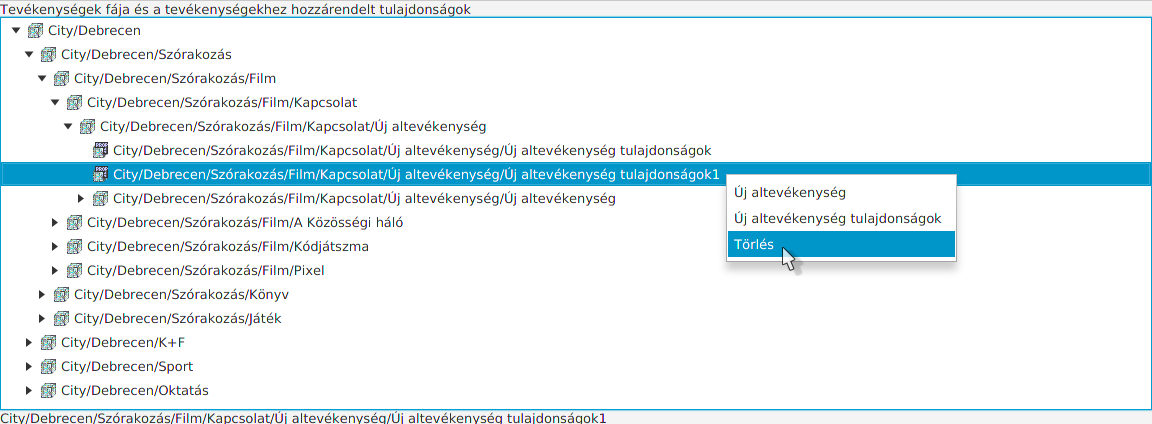 Tevékenységek fája és a tevékenységekhez hozzárendelt tulajdonságok
City/Debrecen
City/Debrecen/Szórakozás
City/Debrecen/Szórakozás/Film
City/Debrecen/Szórakozás/Film/Kapcsolat
City/Debrecen/Szórakozás/Film/Kapcsolat/Új altevékenység
PROP City/Debrecen/Szórakozás/Film/Kapcsolat/Új altevékenység/Új altevékenység tulajdonságok
PROP City/Debrecen/Szórakozás/Film/Kapcsolat/Új altevékenység/Új altevékenység tulajdonságok1
City/Debrecen/Szórakozás/Film/Kapcsolat/Új altevékenység/Új altevékenység
City/Debrecen/Szórakozás/Film/A Közösségi háló
City/Debrecen/Szórakozás/Film/Kódjátszma
City/Debrecen/Szórakozás/Film/Pixel
City/Debrecen/Szórakozás/Könyv
City/Debrecen/Szórakozás/Játék
City/Debrecen/K+F
City/Debrecen/Sport
City/Debrecen/Oktatás
Új altevékenység
Új altevékenység tulajdonságok
Törlés
City/Debrecen/Szórakozás/Film/Kapcsolat/Új altevékenység/Új altevékenység tulajdonságok1